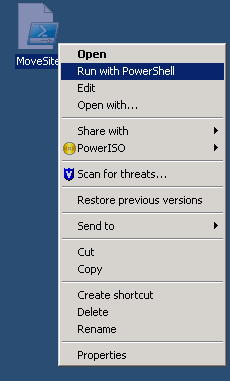 MoveSite
Open
Run with PowerShell
Edit
Open with...
Share with
PowerISO
Scan for threats...
Restore previous versions
Send to
Cut
Copy
Create shortcut
Delete
Rename
Properties